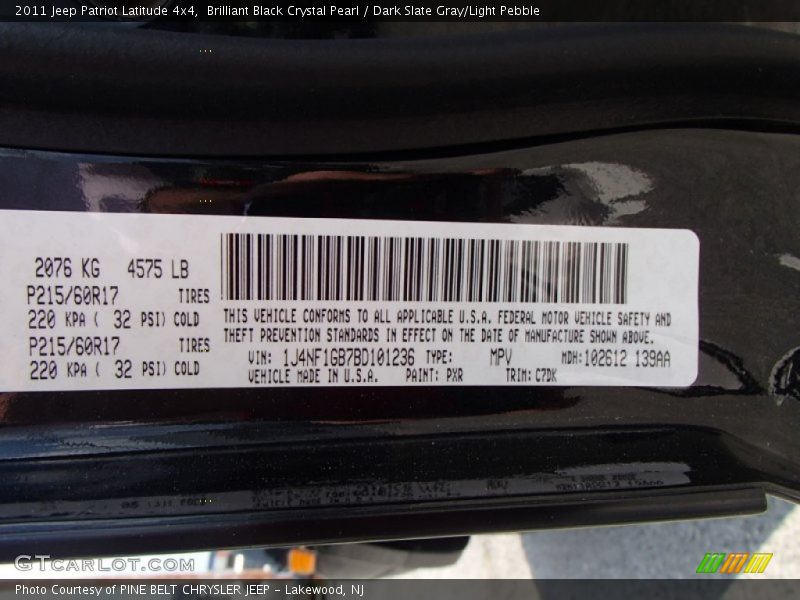 2011 Jeep Patriot Latitude 4x4,  Brilliant Black Crystal Pearl / Dark Slate Gray/Light Pebble
2076 KG 4575 LB
P215/60R17 TIRES
220 KPA ( 32 PSI) COLD
P215/60R17 TIRES
220 KPA ( 32 PSI) COLD
THIS VEHICLE CONFORMS TO ALL APPLICABLE U.S.A. FEDERAL MOTOR VEHICLE SAFETY AND
THEFT PREVENTION STANDARDS IN EFFECT ON THE DATE OF MANUFACTURE SHOWN ABOVE.
VIN: 1J4NF1GB7BD101236 TYPE: MPV MDH:102612 139AA
VEHICLE MADE IN U.S.A. PAINT: PXR TRIM: C7DK
GTCARLOT.COM
Photo Courtesy of PINE BELT CHRYSLER JEEP - Lakewood, NJ